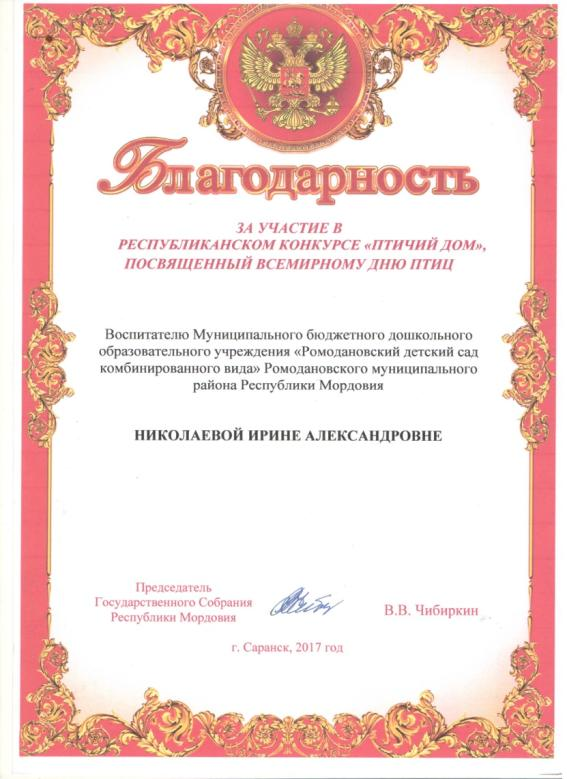 Благодарность
ЗА УЧАСТИЕ В
РЕСПУБЛИКАНСКОМ КОНКУРСЕ «ПТИЧИЙ ДОМ»,
ПОСВЯЩЕННЫЙ ВСЕМИРНОМУ ДНЮ ПТИЦ
Воспитателю Муниципального бюджетного дошкольного
образовательного учреждения «Ромодановский детский сад
комбинированного вида» Ромодановского муниципального
района Республики Мордовия
НИКОЛАЕВОЙ ИРИНЕ АЛЕКСАНДРОВНЕ
Председатель
Государственного Собрания
Республики Мордовия
В.В. Чибиркин
г. Саранск, 2017 год